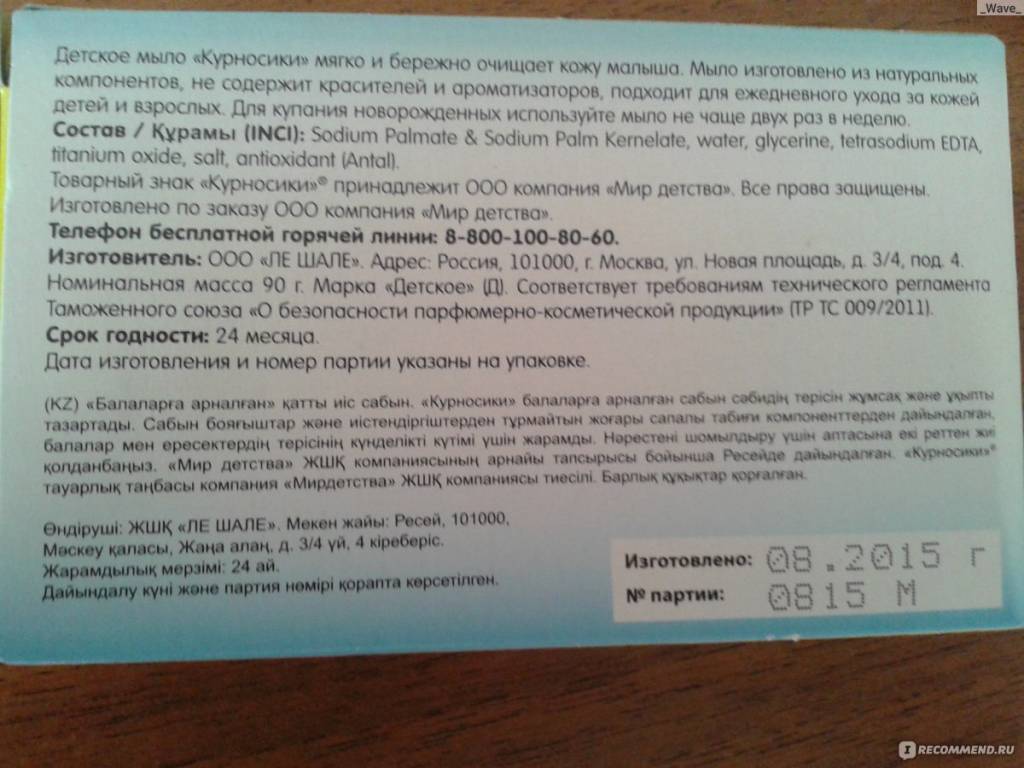 _Wave_
Детское мыло «Курносики» мягко и бережно очищает кожу малыша. Мыло изготовлено из натуральных
компонентов, не содержит красителей и ароматизаторов, подходит для ежедневного ухода за кожей
детей и взрослых. Для купания новорожденных используйте мыло не чаще двух раз в неделю.
Состав / Құрамы (INCI): Sodium Palmate & Sodium Palm Kernelate, water, glycerine, tetrasodium EDTA,
titanium oxide, salt, antioxidant (Antal).
Товарный знак «Курносики»® принадлежит ООО компания «Мир детства». Все права защищены.
Изготовлено по заказу ООО компания «Мир детства».
Телефон бесплатной горячей линии: 8-800-100-80-60.
Изготовитель: ООО «ЛЕ ШАЛЕ». Адрес: Россия, 101000, г. Москва, ул. Новая площадь, д. 3/4, под. 4.
Номинальная масса 90 г. Марка «Детское» (Д). Соответствует требованиям технического регламента
Таможенного союза «О безопасности парфюмерно-косметической продукции» (ТР ТС 009/2011).
Срок годности: 24 месяца.
Дата изготовления и номер партии указаны на упаковке.
(KZ) «Балаларға арналған» қатты иіс сабын. «Курносики» балаларға арналған сабын сәбидің терісін жұмсақ және ұқыпты
тазартады. Сабын бояғыштар және иістендіргіштерден тұрмайтын жоғары сапалы табиғи компоненттерден дайындалған,
балалар мен ересектердің терісінің күнделікті күтімі үшін жарамды. Нәрестені шомылдыру үшін аптасына екі реттен жиі
қолданбаңыз. «Мир детства» ЖШҚ компаниясының арнайы тапсырысы бойынша Ресейде дайындалған. «Курносики»®
тауарлық таңбасы компания «Мирдетства» ЖШҚ компаниясы тиесілі. Барлық құқықтар қорғалған.
Өндіруші: ЖШҚ «ЛЕ ШАЛЕ». Мекен жайы: Ресей, 101000,
Мәскеу қаласы, Жаңа алаң, д. 3/4 үй, 4 кіреберіс.
Жарамдылық мерзімі: 24 ай.
Дайындалу күні және партия нөмірі қорапта көрсетілген.
Изготовлено: 08.2015 г
№ партии: 0815 М
I RECOMMEND.RU